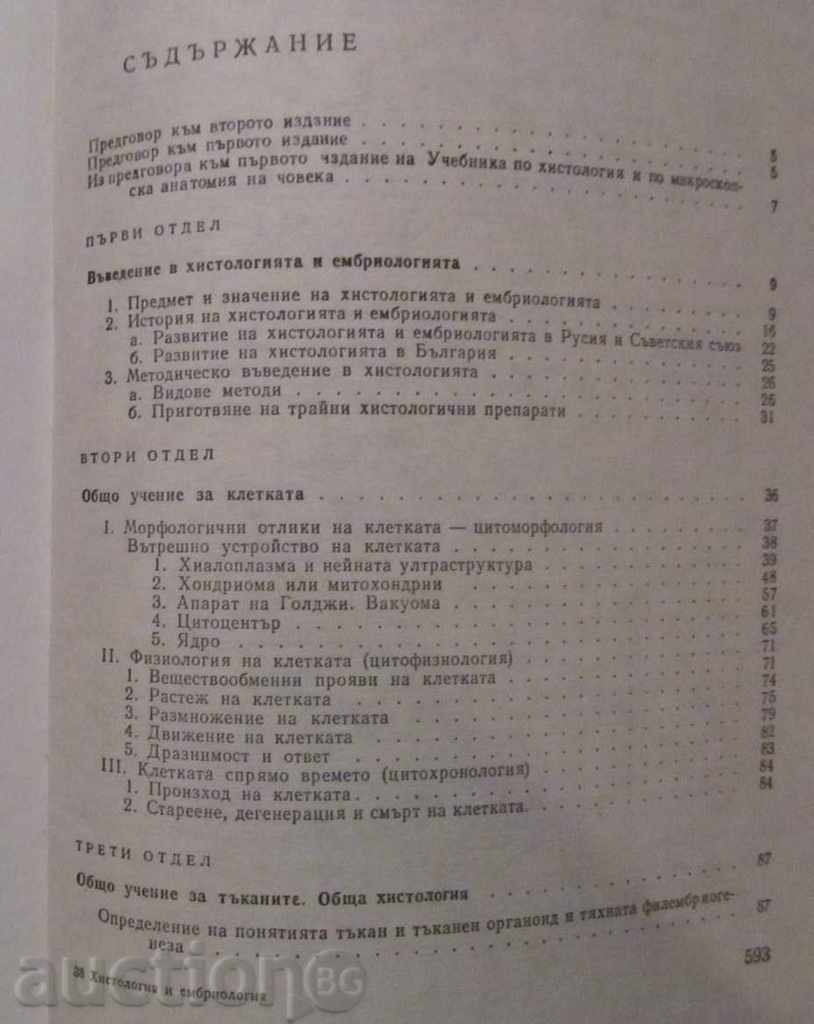 СЪДЪРЖАНИЕ
Предговор към второто издание . . . 5
Предговор към първото издание . . . 5
Из предговора към първото издание на Учебника по хистология и по макроскоп-
ска анатомия на човека . . . 7
ПЪРВИ ОТДЕЛ
Въведение в хистологията и ембриологията . . . 9
1. Предмет и значение на хистологията и ембриологията . . . 9
2. История на хистологията и ембриологията . . . 16
а. Развитие на хистологията и ембриологията в Русия и Съветския съюз 22
б. Развитие на хистологията в България . . . 25
3. Методическо въведение в хистологията . . . 26
а. Видове методи . . . 26
б. Приготвяне на трайни хистологични препарати . . . 31
ВТОРИ ОТДЕЛ
Общо учение за клетката . . . 36
I. Морфологични отлики на клетката — цитоморфология . . . 37
Вътрешно устройство на клетката . . . 38
1. Хиалоплазма и нейната ултраструктура . . . 39
2. Хондриома или митохондрии . . . 48
3. Апарат на Голджи. Вакуома . . . 57
4. Цитоцентър . . . 61
5. Ядро . . . 65
II. Физиология на клетката (цитофизиология) . . . 71
1. Веществообменни прояви на клетката . . . 71
2. Растеж на клетката . . . 74
3. Размножение на клетката . . . 75
4. Движение на клетката . . . 79
5. Дразнимост и ответ . . . 82
III. Клетката спрямо времето (цитохронология) . . . 83
1. Произход на клетката . . . 84
2. Стареене, дегенерация и смърт на клетката . . . 84
ТРЕТИ ОТДЕЛ
Общо учение за тъканите. Обща хистология . . . 87
Определение на понятията тъкан и тъканен органоид и тяхната филембриоге-
неза . . . 87
38 Хистология и ембриология
593
auctionBG